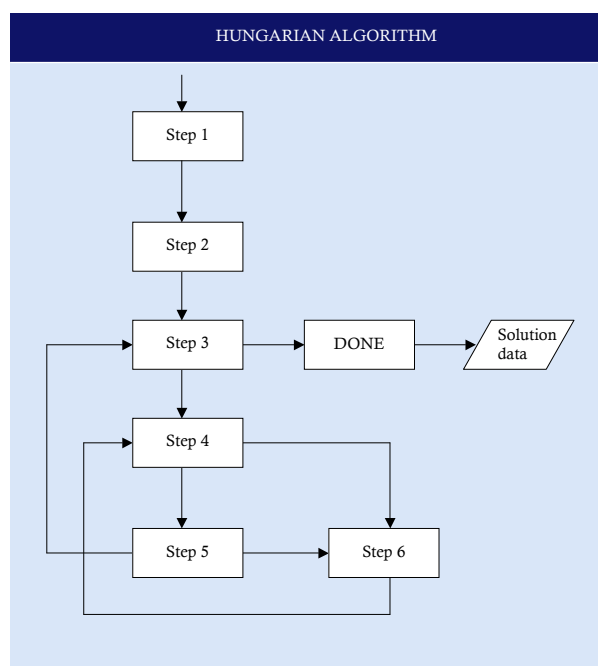 HUNGARIAN ALGORITHM
Step 1
Step 2
Step 3
DONE
Solution
data
Step 4
Step 5
Step 6